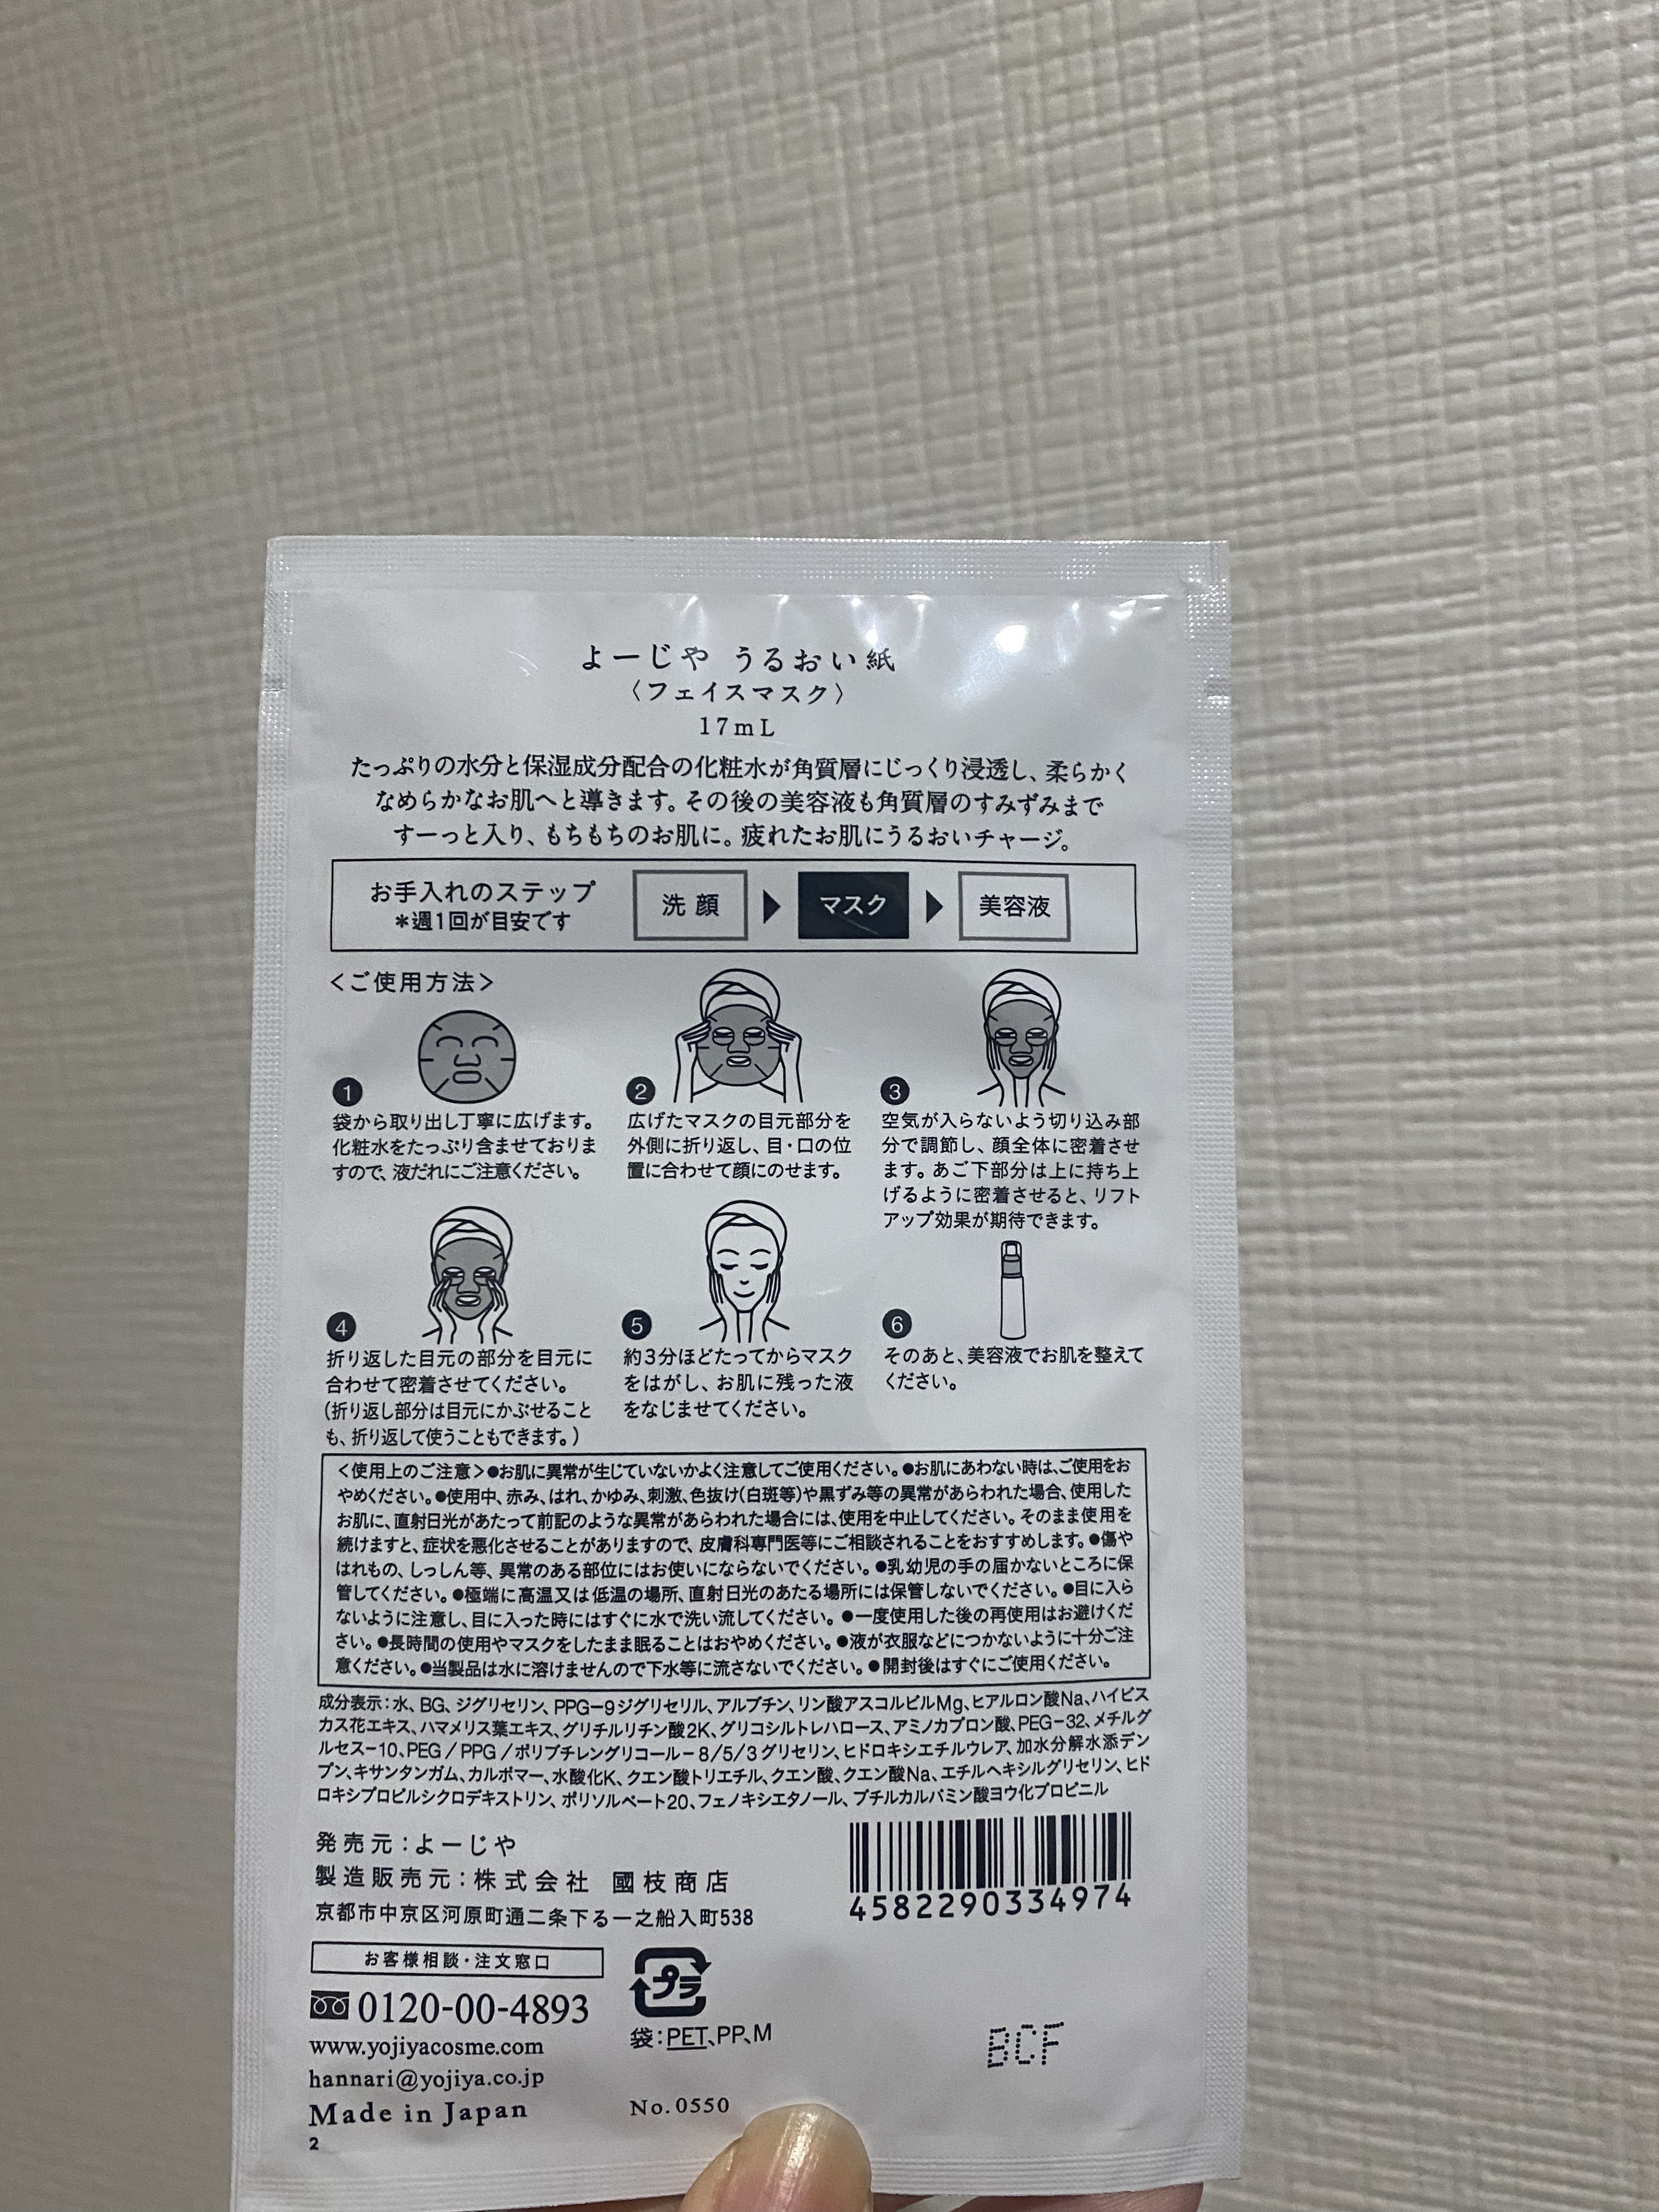 よーじや うるおい紙
〈フェイスマスク〉
17mL
たっぷりの水分と保湿成分配合の化粧水が角質層にじっくり浸透し、柔らかく
なめらかなお肌へと導きます。その後の美容液も角質層のすみずみまで
すーっと入り、もちもちのお肌に。疲れたお肌にうるおいチャージ。
お手入れのステップ
＊週1回が目安です
洗顔 ▶ マスク ▶ 美容液
＜ご使用方法＞
❶
袋から取り出し丁寧に広げます。
化粧水をたっぷり含ませておりま
すので、液だれにご注意ください。
❷
広げたマスクの目元部分を
外側に折り返し、目・口の位
置に合わせて顔にのせます。
❸
空気が入らないよう切り込み部
分で調節し、顔全体に密着させ
ます。あご下部分は上に持ち上
げるように密着させると、リフト
アップ効果が期待できます。
❹
折り返した目元の部分を目元に
合わせて密着させてください。
(折り返し部分は目元にかぶせること
も、折り返して使うこともできます。)
❺
約3分ほどたってからマスク
をはがし、お肌に残った液
をなじませてください。
❻
そのあと、美容液でお肌を整えて
ください。
＜使用上のご注意＞●お肌に異常が生じていないかよく注意してご使用ください。●お肌にあわない時は、ご使用をお
やめください。●使用中、赤み、はれ、かゆみ、刺激、色抜け(白斑等)や黒ずみ等の異常があらわれた場合、使用した
お肌に、直射日光があたって前記のような異常があらわれた場合には、使用を中止してください。そのまま使用を
続けますと、症状を悪化させることがありますので、皮膚科専門医等にご相談されることをおすすめします。●傷や
はれもの、しっしん等、異常のある部位にはお使いにならないでください。●乳幼児の手の届かないところに保
管してください。●極端に高温又は低温の場所、直射日光のあたる場所には保管しないでください。●目に入ら
ないように注意し、目に入った時にはすぐに水で洗い流してください。●一度使用した後の再使用はお避けくだ
さい。●長時間の使用やマスクをしたまま眠ることはおやめください。●液が衣服などにつかないように十分ご注
意ください。●当製品は水に溶けませんので下水等に流さないでください。●開封後はすぐにご使用ください。
成分表示：水、BG、ジグリセリン、PPG-9ジグリセリル、アルブチン、リン酸アスコルビルMg、ヒアルロン酸Na、ハイビス
カス花エキス、ハマメリス葉エキス、グリチルリチン酸2K、グリコシルトレハロース、アミノカプロン酸、PEG-32、メチルグ
ルセス-10、PEG/PPG/ポリブチレングリコール-8/5/3グリセリン、ヒドロキシエチルウレア、加水分解水添デン
プン、キサンタンガム、カルボマー、水酸化K、クエン酸トリエチル、クエン酸、クエン酸Na、エチルヘキシルグリセリン、ヒド
ロキシプロピルシクロデキストリン、ポリソルベート20、フェノキシエタノール、ブチルカルバミン酸ヨウ化プロピニル
発売元：よーじや
製造販売元：株式会社 國枝商店
京都市中京区河原町通二条下る一之船入町538
4582290334974
お客様相談・注文窓口
0120-00-4893
www.yojiyacosme.com
hannari@yojiya.co.jp
Made in Japan
2
プラ
袋：PET、PP、M
No.0550
BCF